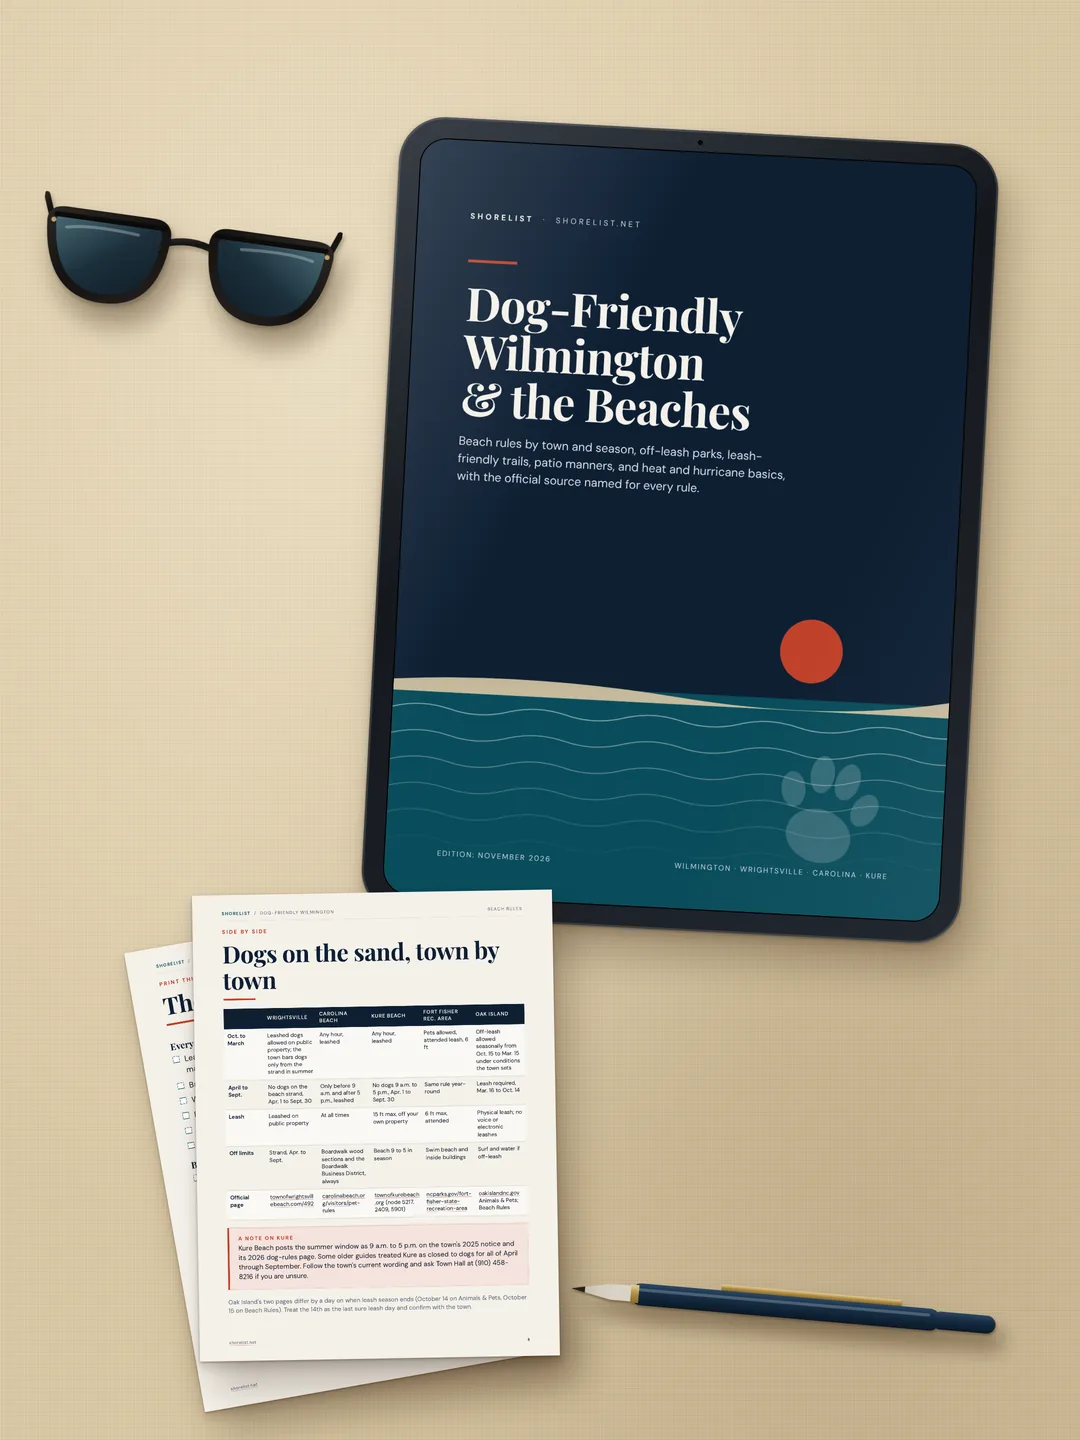 SHORELIST · SHORELIST.NET
Dog-Friendly
Wilmington
& the Beaches
Beach rules by town and season, off-leash parks, leash-
friendly trails, patio manners, and heat and hurricane basics,
with the official source named for every rule.
EDITION: NOVEMBER 2026
WILMINGTON · WRIGHTSVILLE · CAROLINA · KURE
SHORELIST / DOG-FRIENDLY WILMINGTON
BEACH RULES
SIDE BY SIDE
Dogs on the sand, town by
town
WRIGHTSVILLE
CAROLINA
BEACH
KURE BEACH
FORT FISHER
REC. AREA
OAK ISLAND
Oct. to
March
Leashed dogs
allowed on public
property; the
town bars dogs
only from the
strand in summer
Any hour,
leashed
Any hour,
leashed
Pets allowed,
attended leash, 6
ft
Off-leash
allowed
seasonally from
Oct. 15 to Mar. 15
under conditions
the town sets
April to
Sept.
No dogs on the
beach strand,
Apr. 1 to Sept. 30
Only before 9
a.m. and after 5
p.m., leashed
No dogs 9 a.m. to
5 p.m., Apr. 1 to
Sept. 30
Same rule year-
round
Leash required,
Mar. 16 to Oct. 14
Leash
Leashed on
public property
At all times
15 ft max, off your
own property
6 ft max,
attended
Physical leash; no
voice or
electronic
leashes
Off limits
Strand, Apr. to
Sept.
Boardwalk wood
sections and the
Boardwalk
Business District,
always
Beach 9 to 5 in
season
Swim beach and
inside buildings
Surf and water if
off-leash
Official
page
townofwrightsvill
ebeach.com/492
carolinabeach.or
g/visitors/pet-
rules
townofkurebeach
.org (node 5217,
2409, 5901)
ncparks.gov/fort-
fisher-state-
recreation-area
oakislandnc.gov
Animals & Pets;
Beach Rules
A NOTE ON KURE
Kure Beach posts the summer window as 9 a.m. to 5 p.m. on the town's 2025 notice and
its 2026 dog-rules page. Some older guides treated Kure as closed to dogs for all of April
through September. Follow the town's current wording and ask Town Hall at (910) 458-
8216 if you are unsure.
Oak Island's two pages differ by a day on when leash season ends (October 14 on Animals & Pets, October
15 on Beach Rules). Treat the 14th as the last sure leash day and confirm with the town.
shorelist.net
SHORELIST /
PRINT
Every
shorelist.net